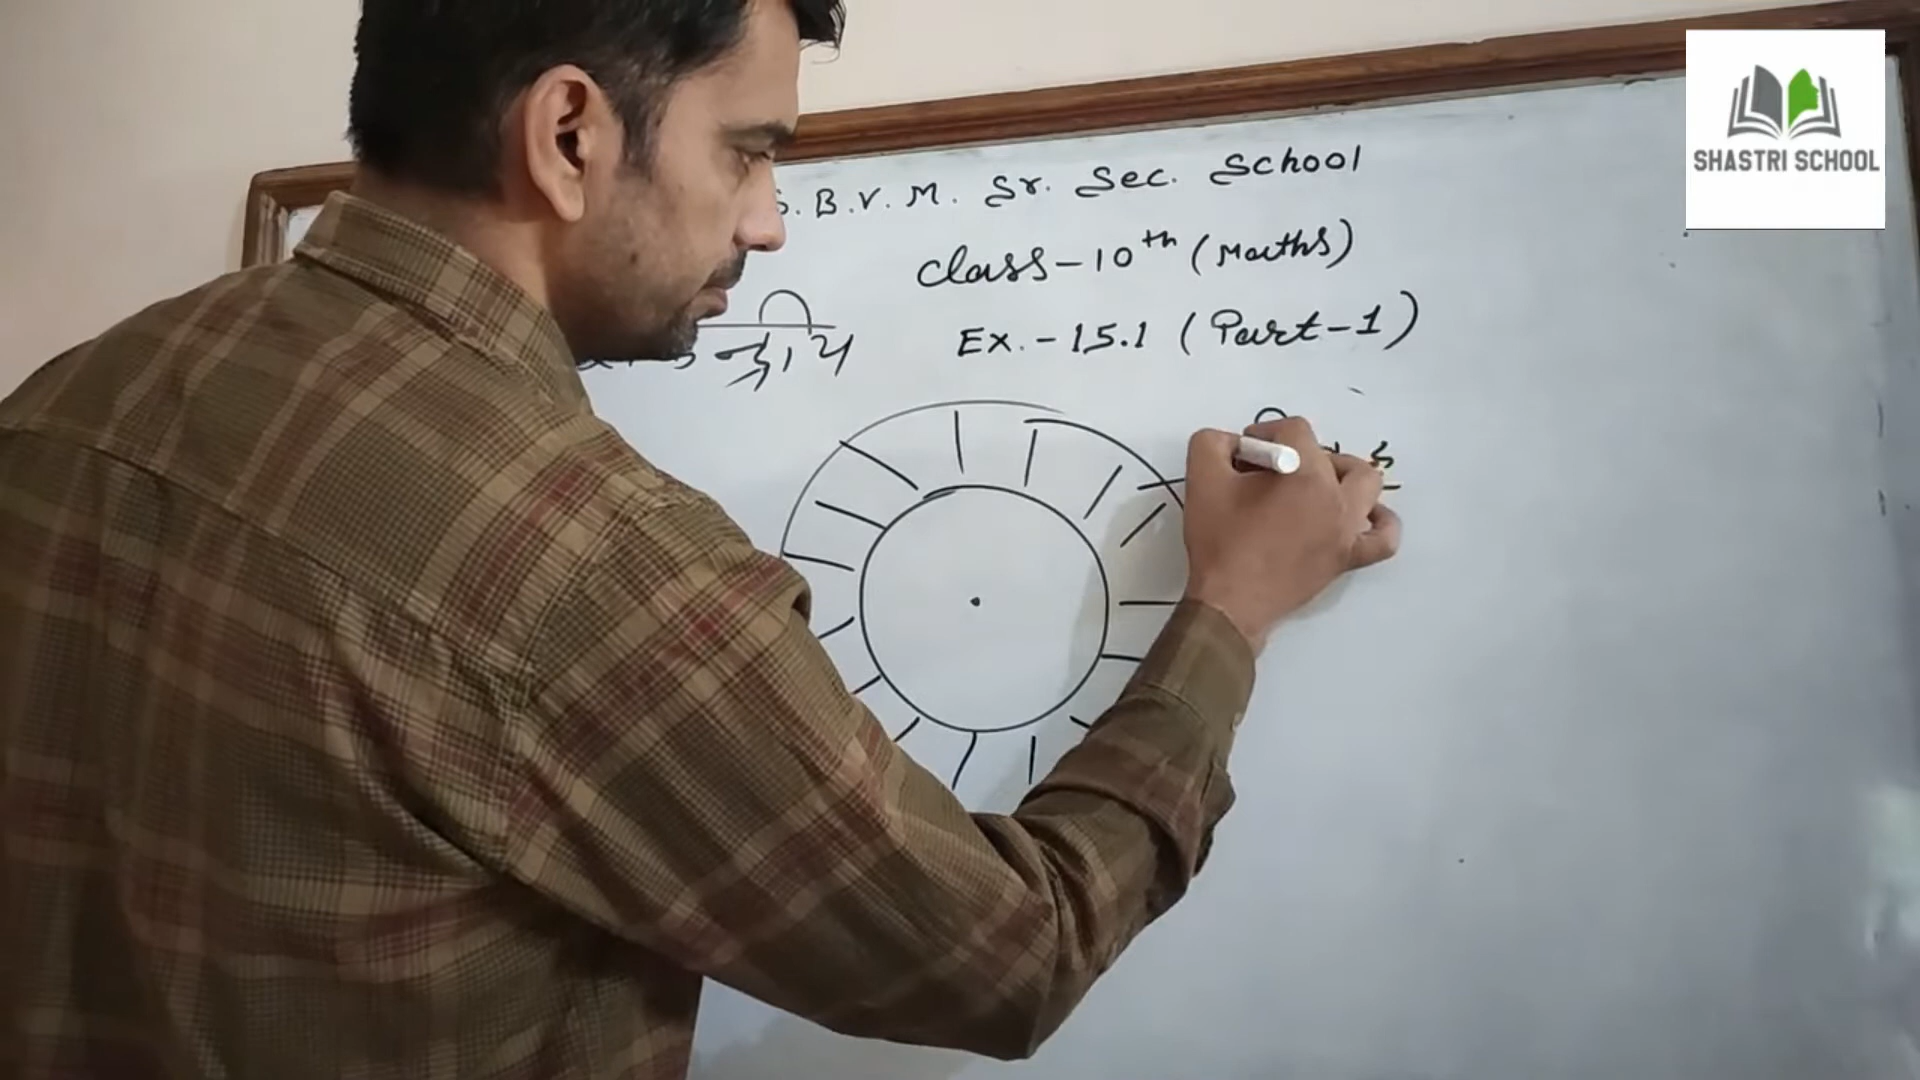 SHASTRI SCHOOL
S.B.V.M. Sr. Sec. School
Class-10th (Maths)
Ex.-15.1 (Part-1)